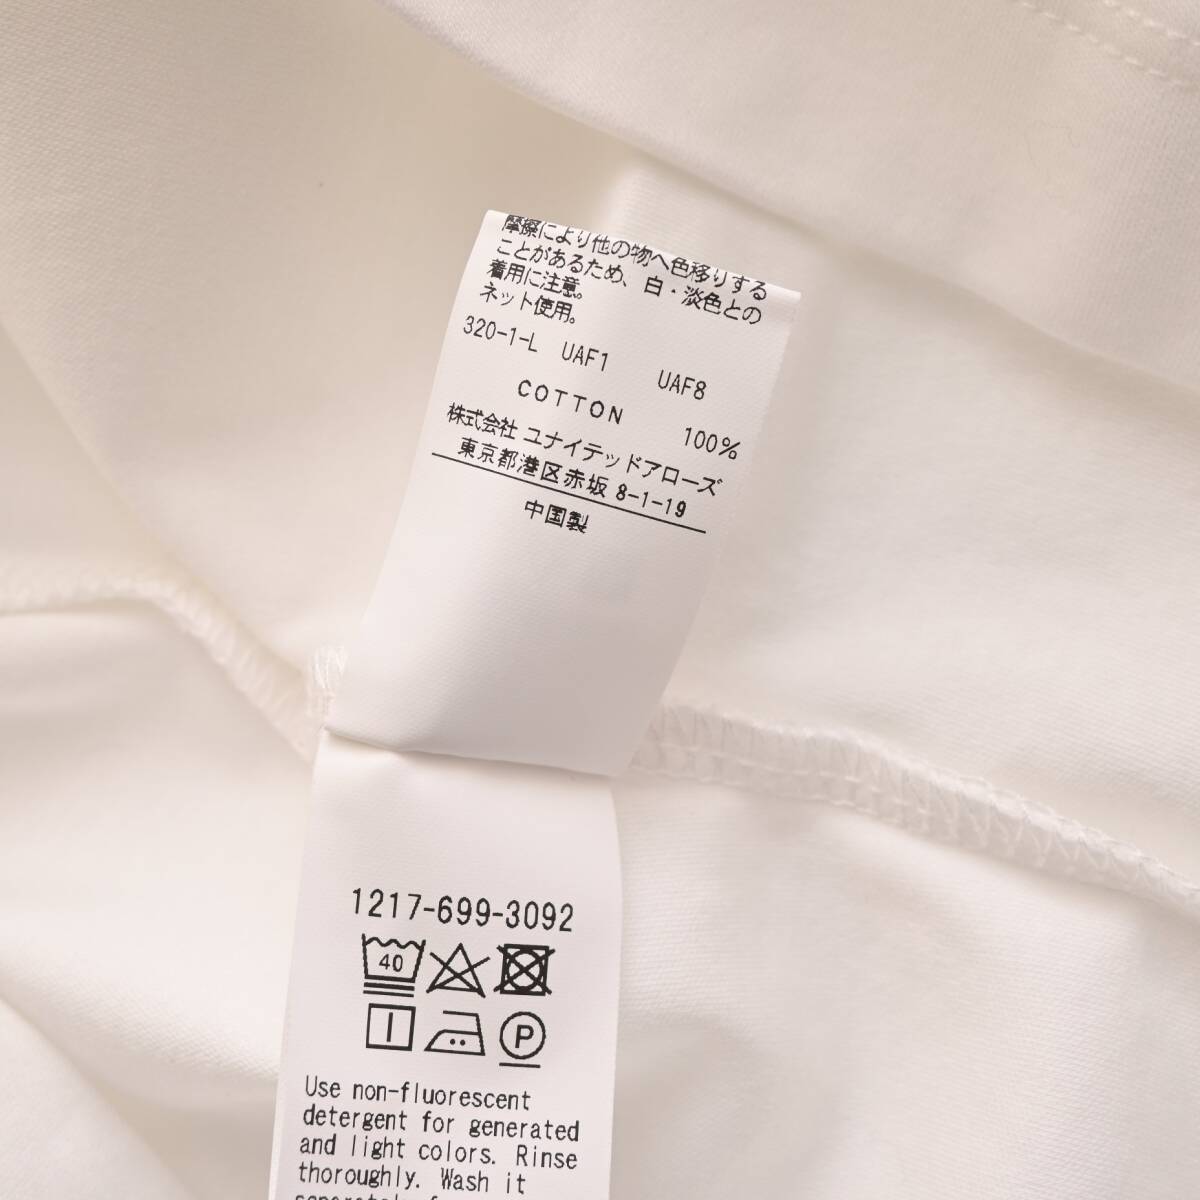 摩擦により他の物へ色移りする
ことがあるため、白・淡色との
着用に注意。
ネット使用。
320-1-L UAF1 UAF8
COTTON 100%
株式会社 ユナイテッドアローズ
東京都港区赤坂 8-1-19
中国製
1217-699-3092
40
P
Use non-fluorescent
detergent for generated
and light colors. Rinse
thoroughly. Wash it